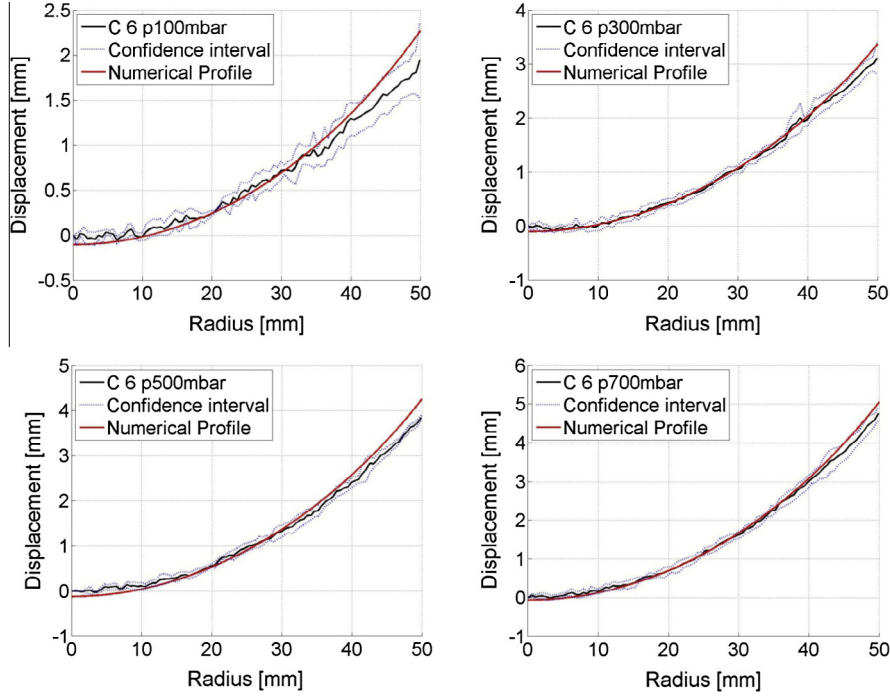 2.5
2
1.5
1
0.5
0
-0.5
Displacement [mm]
C 6 p100mbar
Confidence interval
Numerical Profile
0 10 20 30 40 50
Radius [mm]
4
3
2
1
0
-1
Displacement [mm]
C 6 p300mbar
Confidence interval
Numerical Profile
0 10 20 30 40 50
Radius [mm]
5
4
3
2
1
0
-1
Displacement [mm]
C 6 p500mbar
Confidence interval
Numerical Profile
0 10 20 30 40 50
Radius [mm]
6
5
4
3
2
1
0
-1
Displacement [mm]
C 6 p700mbar
Confidence interval
Numerical Profile
0 10 20 30 40 50
Radius [mm]